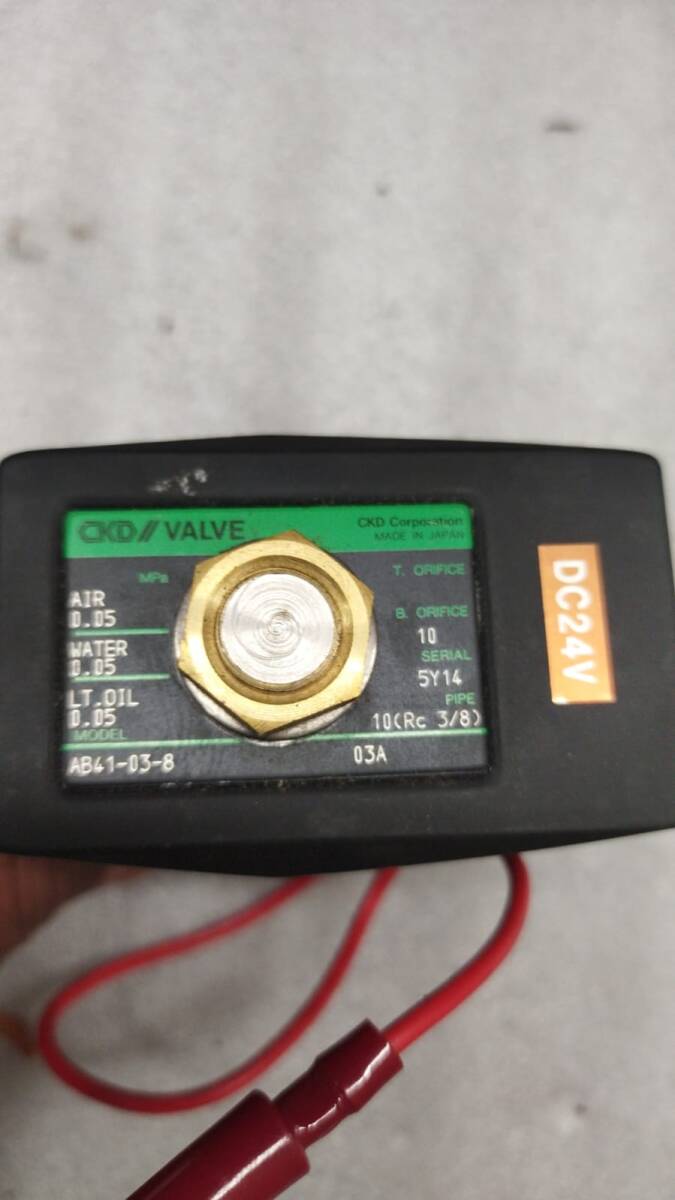 CKD// VALVE
CKD Corporation
MADE IN JAPAN
MPa
T. ORIFICE
AIR
0.05
B. ORIFICE
10
WATER
0.05
SERIAL
5Y14
LT.OIL
0.05
PIPE
10(Rc 3/8)
MODEL
AB41-03-8
03A
DC24V